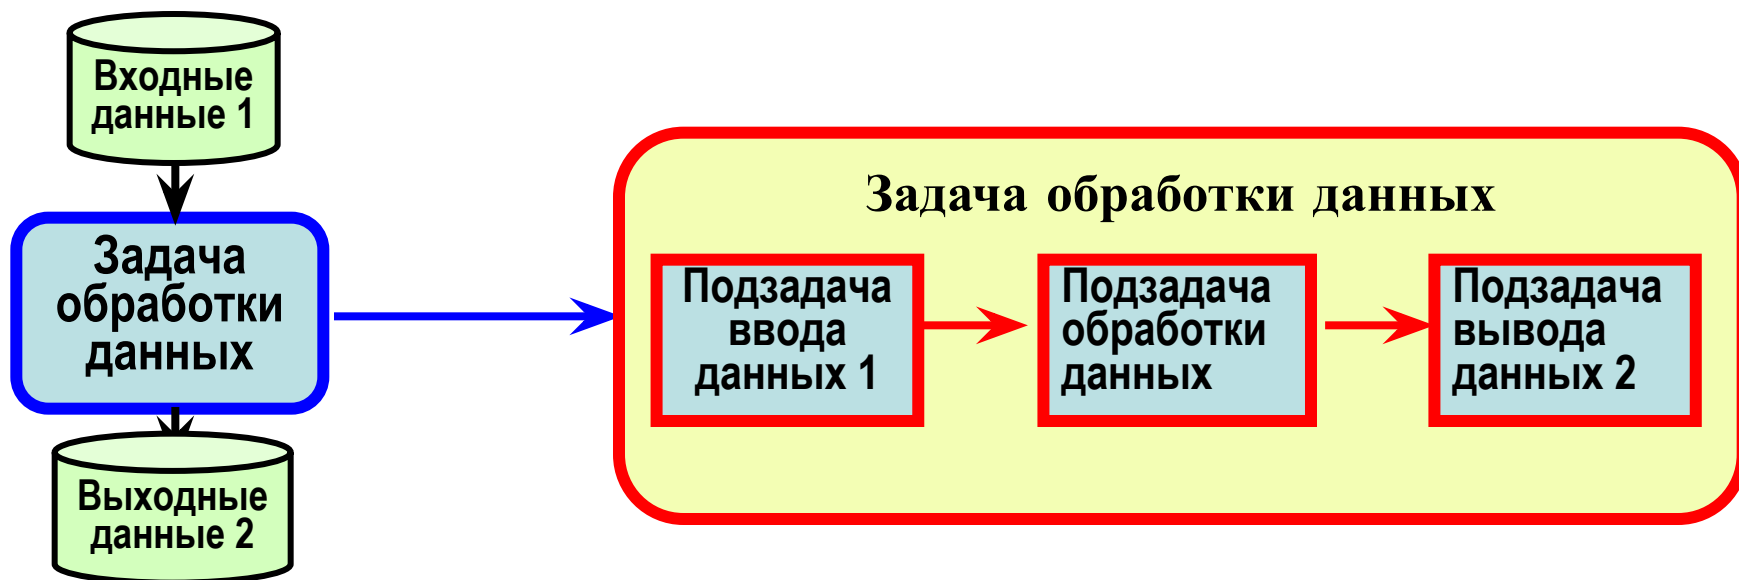 Входные
данные 1
Задача
обработки
данных
Выходные
данные 2
Задача обработки данных
Подзадача
ввода
данных 1
Подзадача
обработки
данных
Подзадача
вывода
данных 2